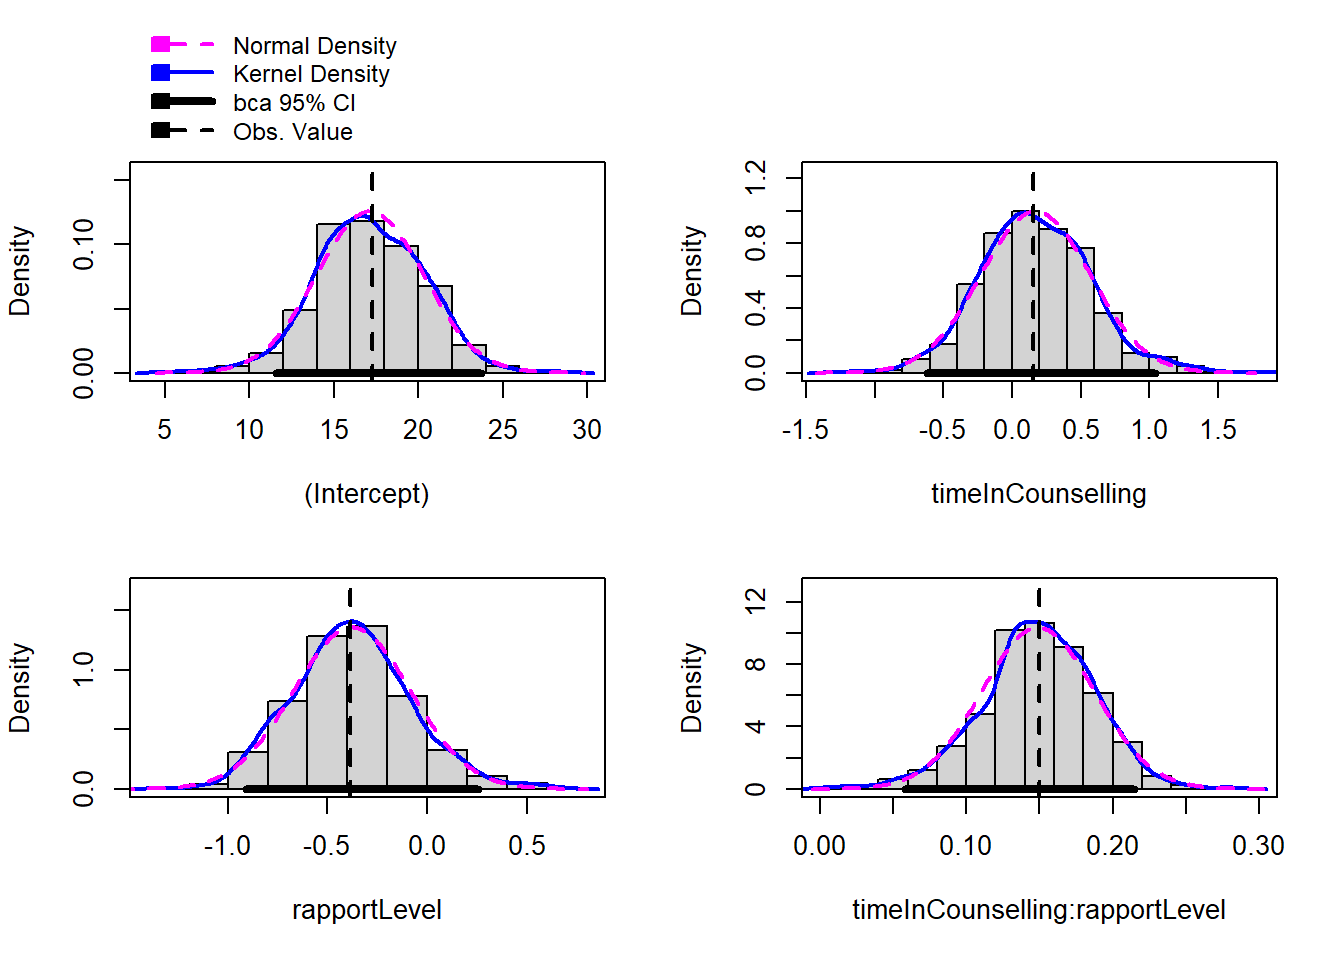 Normal Density
Kernel Density
bca 95% CI
Obs. Value
Density
0.00
0.10
5
10
15
20
25
30
(Intercept)
Density
0.0
0.4
0.8
1.2
-1.5
-0.5
0.0
0.5
1.0
1.5
timeInCounselling
Density
0.0
1.0
-1.0
-0.5
0.0
0.5
rapportLevel
Density
0
4
8
12
0.00
0.10
0.20
0.30
timeInCounselling:rapportLevel